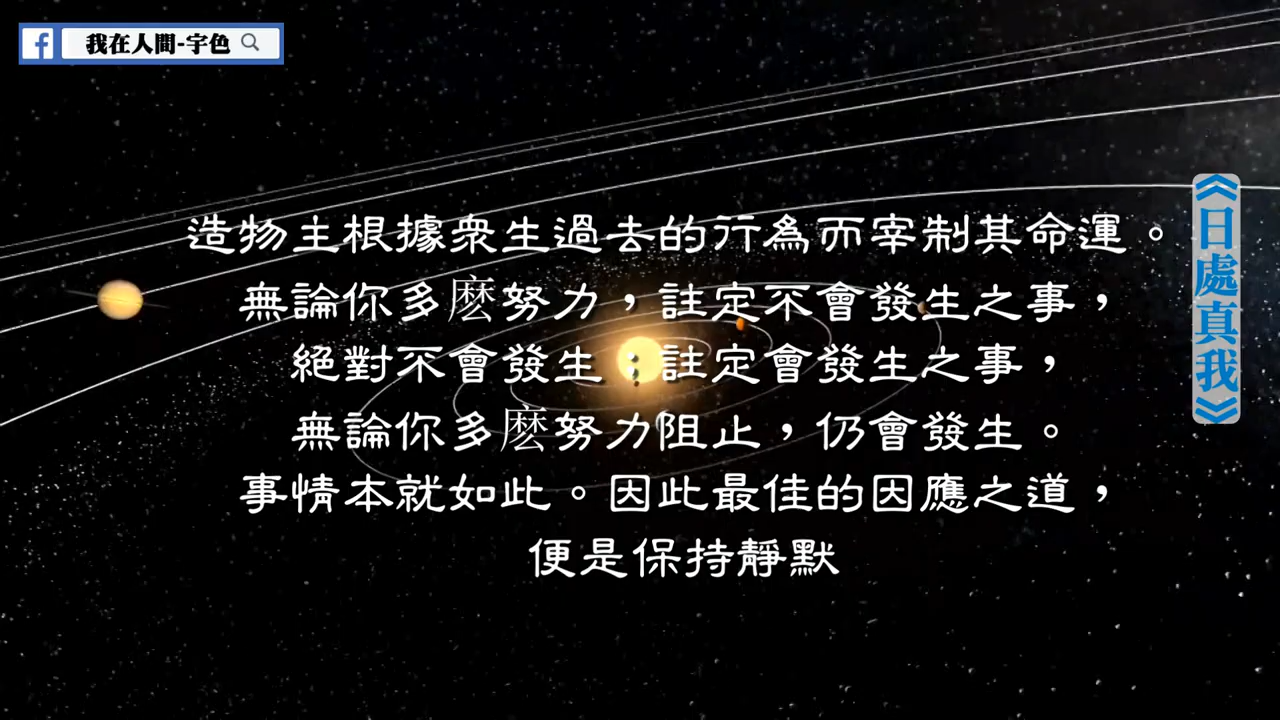 我在人間-宇色
造物主根據衆生過去的行為而宰制其命運。
無論你多麽努力，註定不會發生之事，
絕對不會發生；註定會發生之事，
無論你多麽努力阻止，仍會發生。
事情本就如此。因此最佳的因應之道，
便是保持靜默
《日處真我》